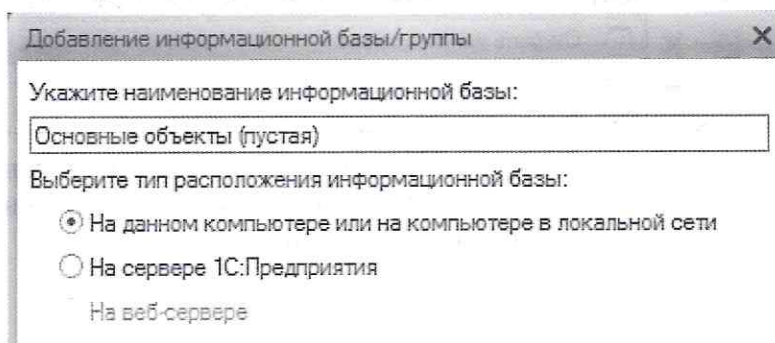 Добавление информационной базы/группы
Укажите наименование информационной базы:
Основные объекты (пустая)
Выберите тип расположения информационной базы:
На данном компьютере или на компьютере в локальной сети
На сервере 1С:Предприятия
На веб-сервере